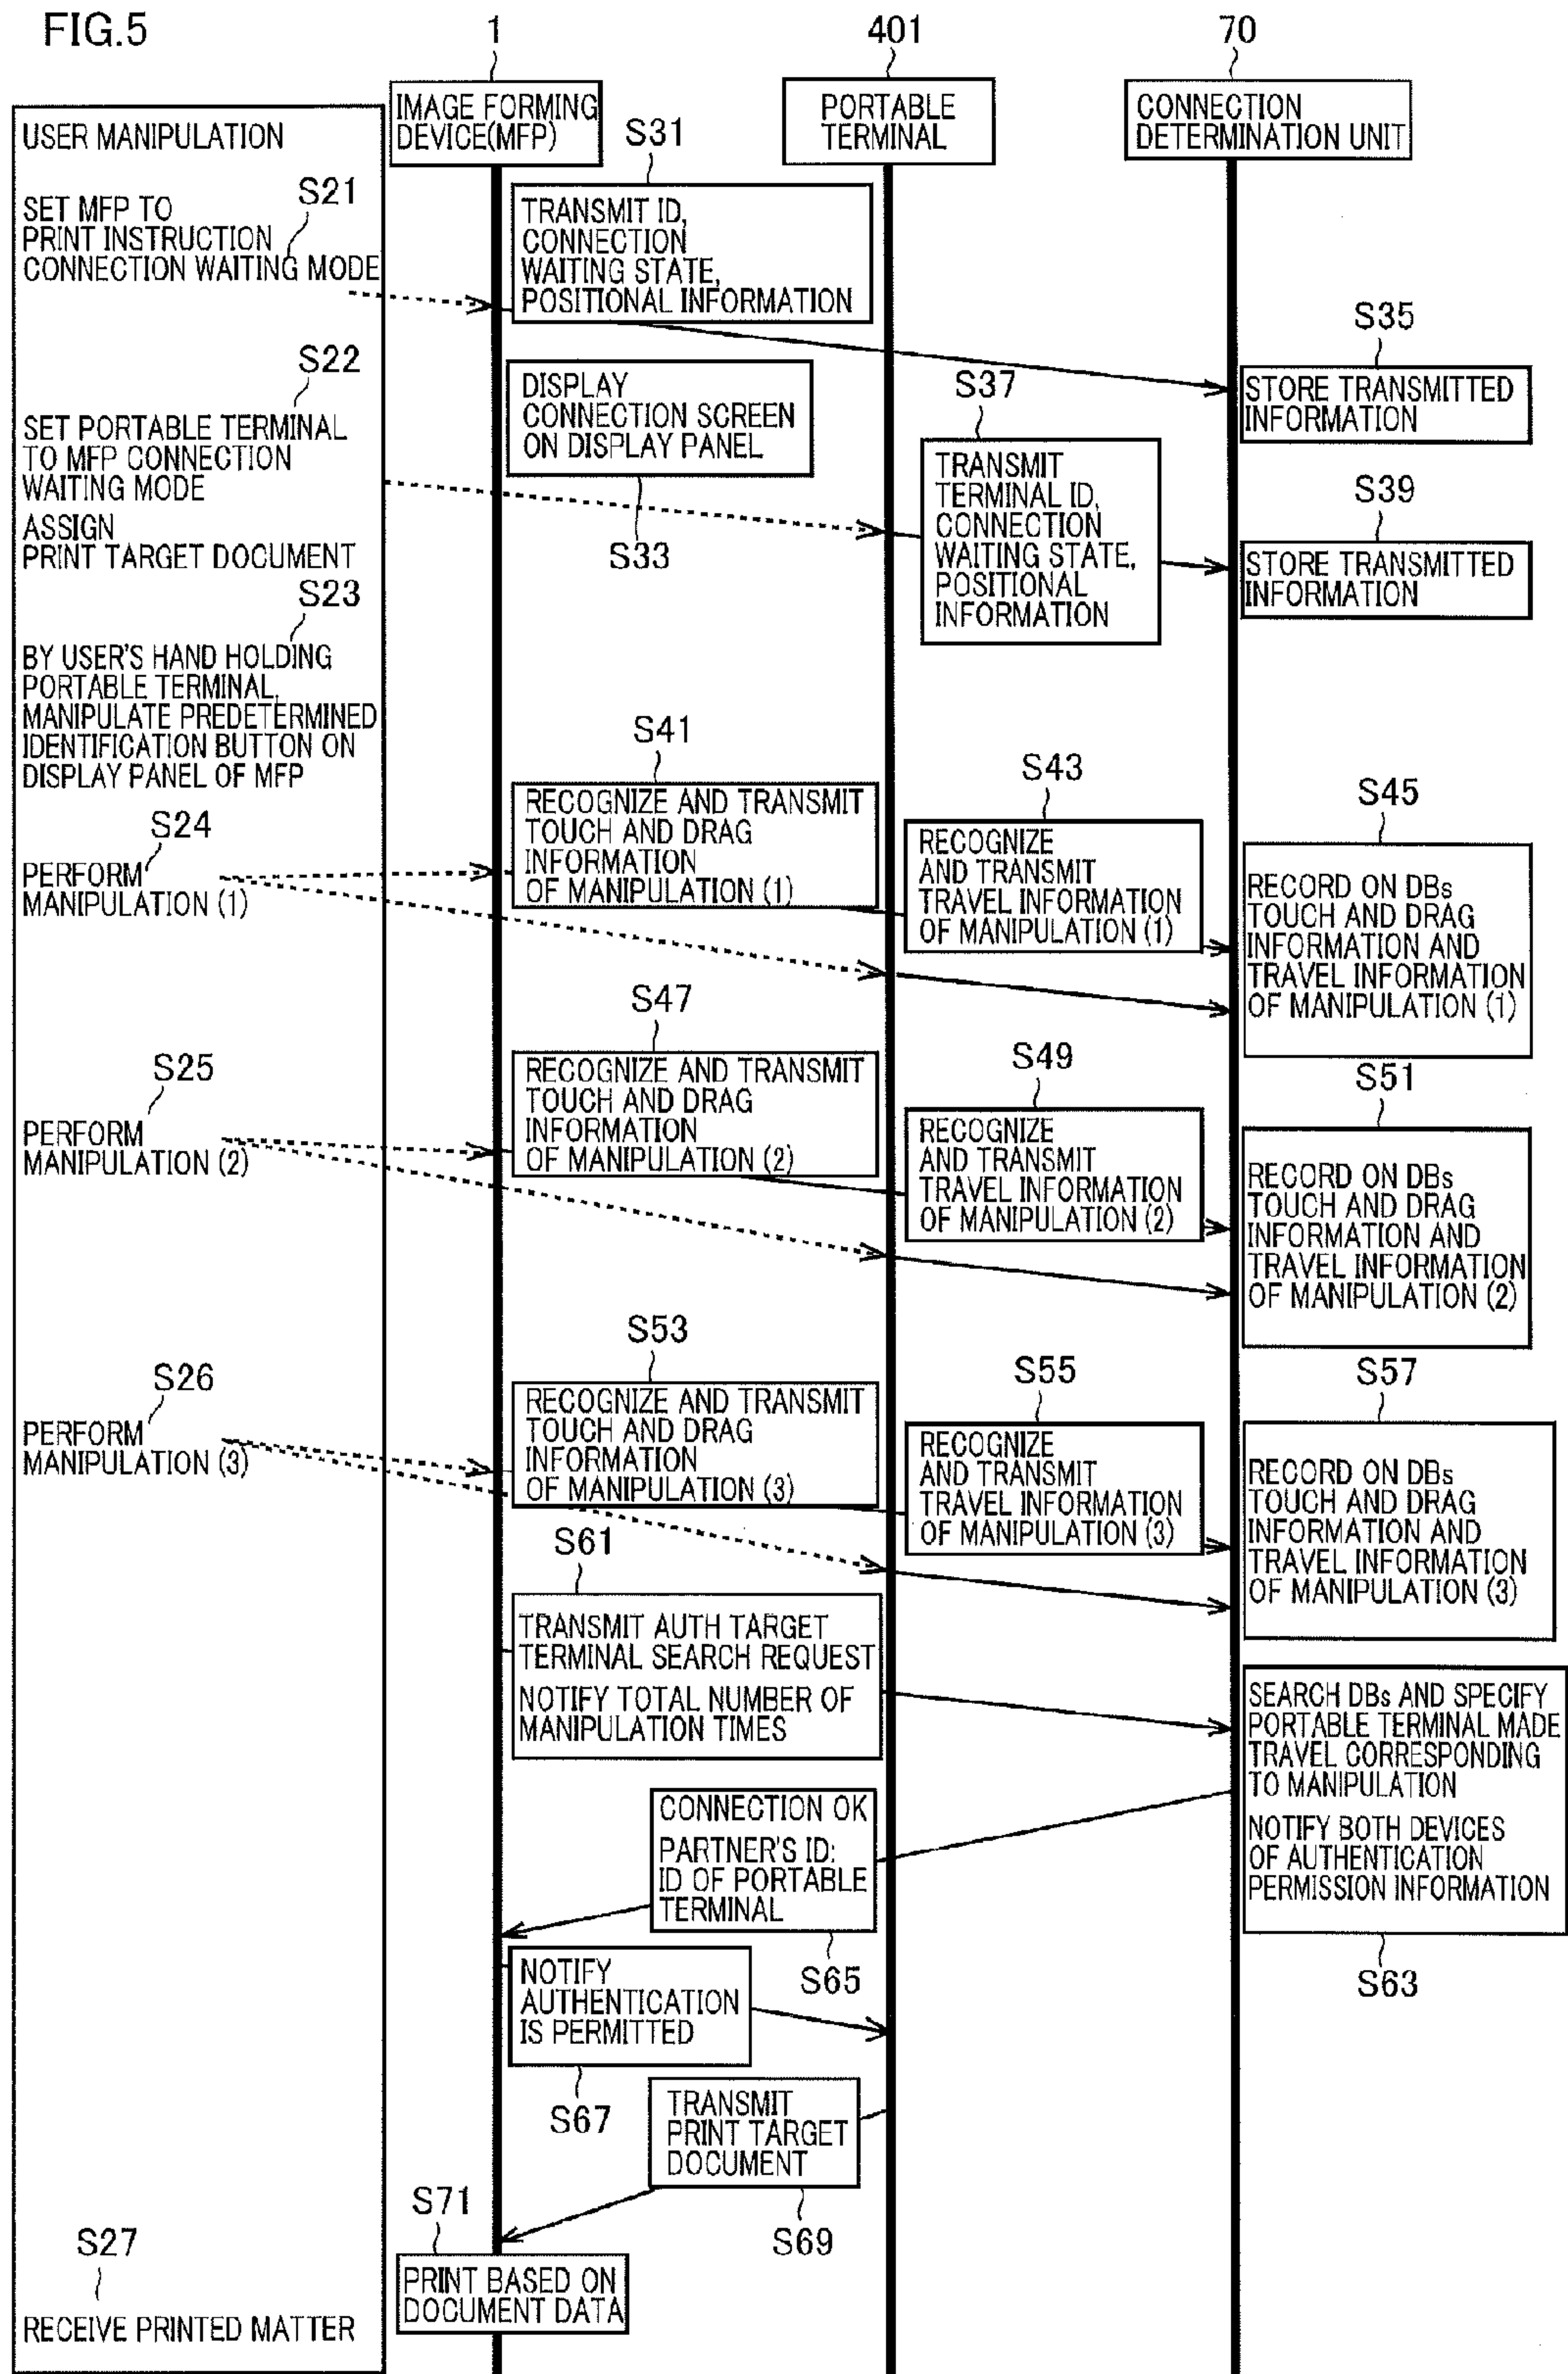 FIG.5
1
401
70
IMAGE FORMING
DEVICE(MFP)
PORTABLE
TERMINAL
CONNECTION
DETERMINATION UNIT
USER MANIPULATION
S21
SET MFP TO
PRINT INSTRUCTION
CONNECTION WAITING MODE
S31
TRANSMIT ID,
CONNECTION
WAITING STATE,
POSITIONAL INFORMATION
S35
STORE TRANSMITTED
INFORMATION
S22
SET PORTABLE TERMINAL
TO MFP CONNECTION
WAITING MODE
ASSIGN
PRINT TARGET DOCUMENT
DISPLAY
CONNECTION SCREEN
ON DISPLAY PANEL
S33
S37
TRANSMIT
TERMINAL ID,
CONNECTION
WAITING STATE,
POSITIONAL
INFORMATION
S39
STORE TRANSMITTED
INFORMATION
S23
BY USER'S HAND HOLDING
PORTABLE TERMINAL,
MANIPULATE PREDETERMINED
IDENTIFICATION BUTTON ON
DISPLAY PANEL OF MFP
S24
PERFORM
MANIPULATION (1)
S41
RECOGNIZE AND TRANSMIT
TOUCH AND DRAG
INFORMATION
OF MANIPULATION (1)
S43
RECOGNIZE
AND TRANSMIT
TRAVEL INFORMATION
OF MANIPULATION (1)
S45
RECORD ON DBs
TOUCH AND DRAG
INFORMATION AND
TRAVEL INFORMATION
OF MANIPULATION (1)
S25
PERFORM
MANIPULATION (2)
S47
RECOGNIZE AND TRANSMIT
TOUCH AND DRAG
INFORMATION
OF MANIPULATION (2)
S49
RECOGNIZE
AND TRANSMIT
TRAVEL INFORMATION
OF MANIPULATION (2)
S51
RECORD ON DBs
TOUCH AND DRAG
INFORMATION AND
TRAVEL INFORMATION
OF MANIPULATION (2)
S26
PERFORM
MANIPULATION (3)
S53
RECOGNIZE AND TRANSMIT
TOUCH AND DRAG
INFORMATION
OF MANIPULATION (3)
S55
RECOGNIZE
AND TRANSMIT
TRAVEL INFORMATION
OF MANIPULATION (3)
S57
RECORD ON DBs
TOUCH AND DRAG
INFORMATION AND
TRAVEL INFORMATION
OF MANIPULATION (3)
S61
TRANSMIT AUTH TARGET
TERMINAL SEARCH REQUEST
NOTIFY TOTAL NUMBER OF
MANIPULATION TIMES
SEARCH DBs AND SPECIFY
PORTABLE TERMINAL MADE
TRAVEL CORRESPONDING
TO MANIPULATION
NOTIFY BOTH DEVICES
OF AUTHENTICATION
PERMISSION INFORMATION
S63
CONNECTION OK
PARTNER'S ID:
ID OF PORTABLE
TERMINAL
S65
NOTIFY
AUTHENTICATION
IS PERMITTED
S67
TRANSMIT
PRINT TARGET
DOCUMENT
S69
S71
PRINT BASED ON
DOCUMENT DATA
S27
RECEIVE PRINTED MATTER